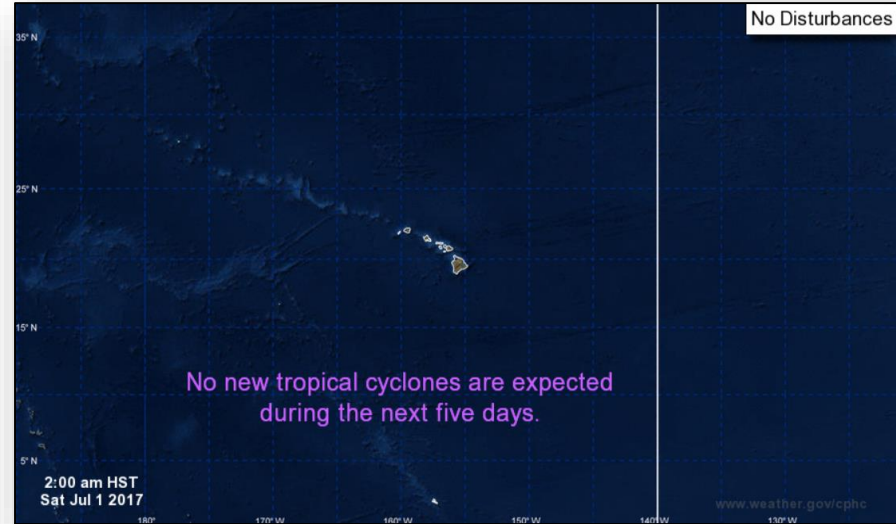 No Disturbances
35° N
25° N
15° N
No new tropical cyclones are expected
during the next five days.
5° N
2:00 am HST
Sat Jul 1 2017
www.weather.gov/cphc
180°
170°W
160°W
150°W
140°W
130°W